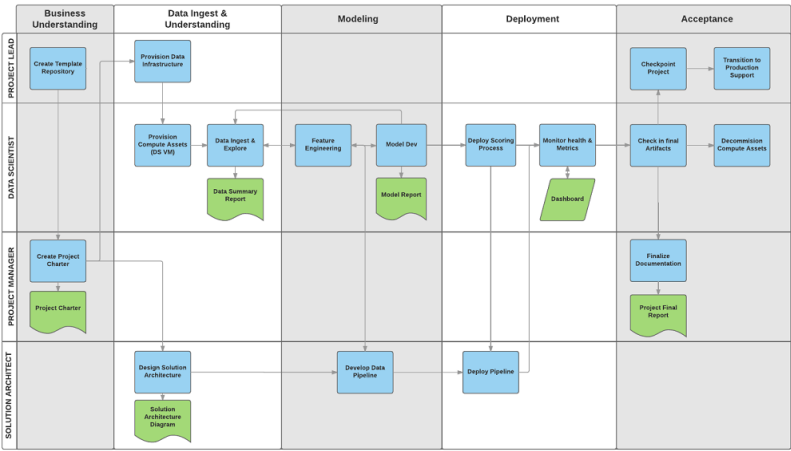 Business
Understanding
Data Ingest &
Understanding
Modeling
Deployment
Acceptance
PROJECT LEAD
Create Template
Repository
Provision Data
Infrastructure
Checkpoint
Project
Transition to
Production
Support
DATA SCIENTIST
Provision
Compute Assets
(DS VM)
Data Ingest &
Explore
Feature
Engineering
Model Dev
Deploy Scoring
Process
Monitor health &
Metrics
Check in final
Artifacts
Decommision
Compute Assets
Data Summary
Report
Model Report
Dashboard
PROJECT MANAGER
Create Project
Charter
Finalize
Documentation
Project Charter
Project Final
Report
SOLUTION ARCHITECT
Design Solution
Architecture
Develop Data
Pipeline
Deploy Pipeline
Solution
Architecture
Diagram